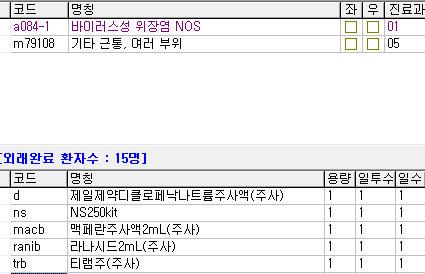 코드 명칭 좌 우 진료과
a084-1 바이러스성 위장염 NOS 01
m79108 기타 근통, 여러 부위 05
[외래완료 환자수 : 15명]
코드 명칭 용량 일투수 일수
d 제일제약디클로페낙나트륨주사액(주사) 1 1 1
ns NS250kit 1 1 1
macb 맥페란주사액2mL(주사) 1 1 1
ranib 라나시드2mL(주사) 1 1 1
trb 티램주(주사) 1 1 1